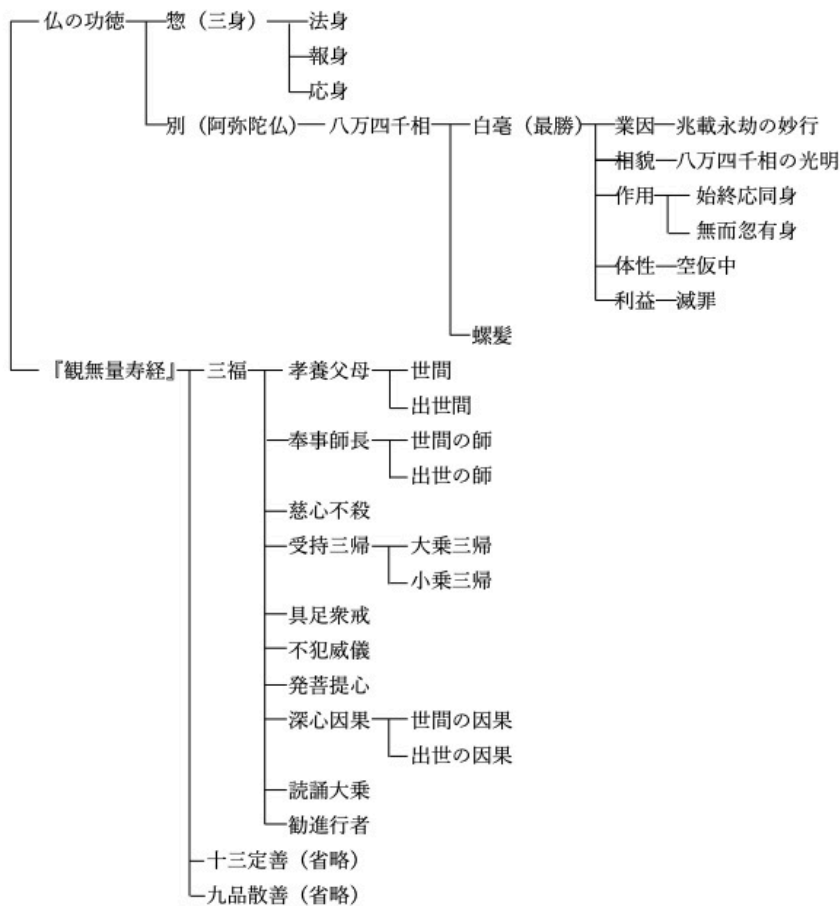 仏の功徳 惣（三身） 法身
報身
応身
別（阿弥陀仏） 八万四千相 白毫（最勝） 業因 兆載永劫の妙行
相貌 八万四千相の光明
作用 始終応同身
無而忽有身
体性 空仮中
利益 滅罪
螺髪
『観無量寿経』 三福 孝養父母 世間
出世間
奉事師長 世間の師
出世の師
慈心不殺
受持三帰 大乗三帰
小乗三帰
具足衆戒
不犯威儀
発菩提心
深心因果 世間の因果
出世の因果
読誦大乗
勧進行者
十三定善（省略）
九品散善（省略）